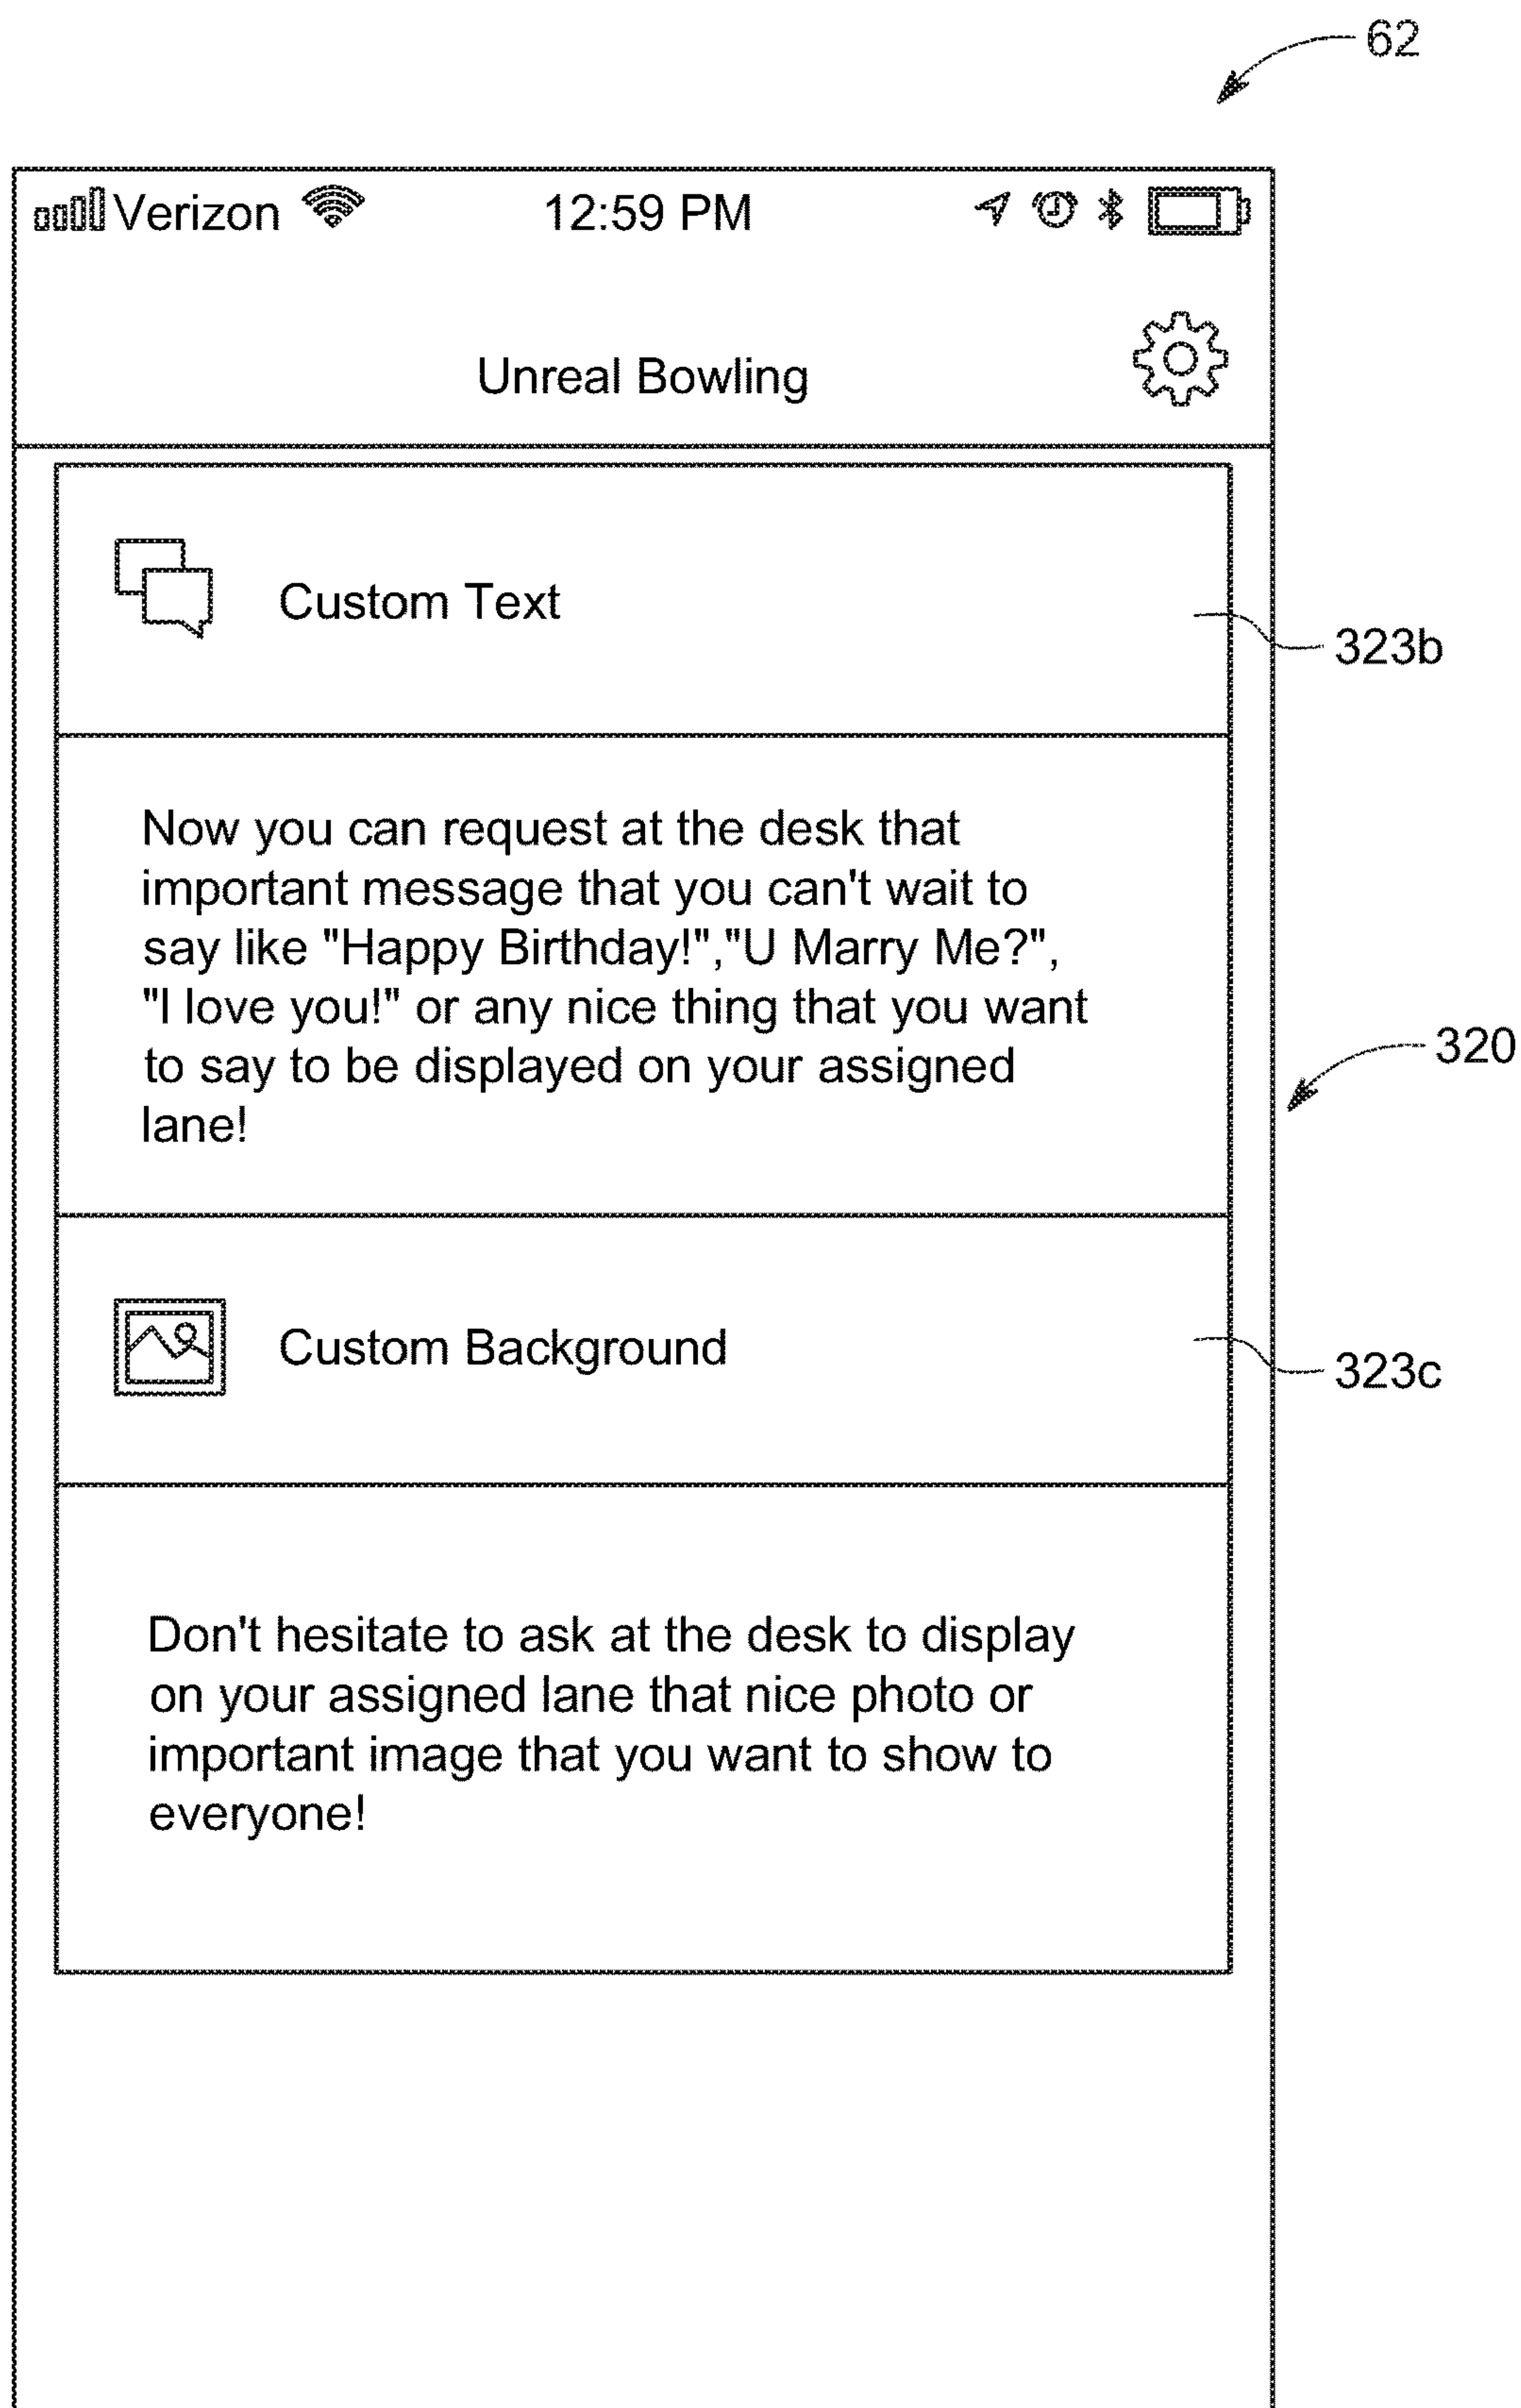 62
Verizon 12:59 PM
Unreal Bowling
Custom Text
323b
Now you can request at the desk that
important message that you can't wait to
say like "Happy Birthday!","U Marry Me?",
"I love you!" or any nice thing that you want
to say to be displayed on your assigned
lane!
320
Custom Background
323c
Don't hesitate to ask at the desk to display
on your assigned lane that nice photo or
important image that you want to show to
everyone!